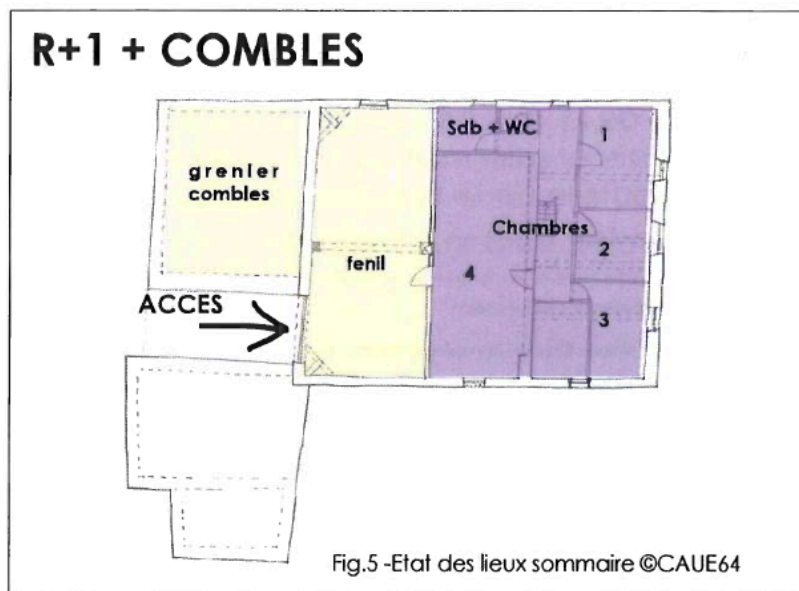 R+1 + COMBLES
Sdb + WC
1
grenier
combles
Chambres
2
fenil
4
ACCES
3
Fig.5 -Etat des lieux sommaire ©CAUE64